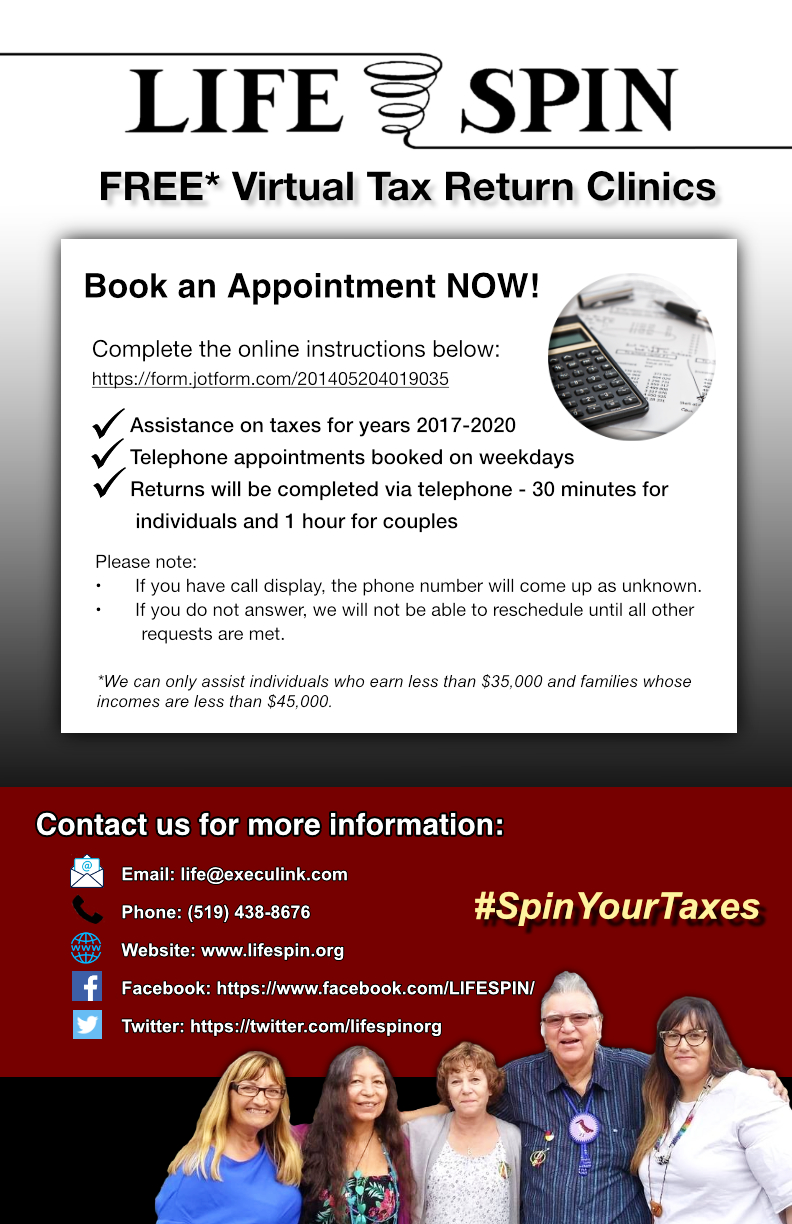 LIFE SPIN
FREE* Virtual Tax Return Clinics
Book an Appointment NOW!
Complete the online instructions below:
https://form.jotform.com/201405204019035
Assistance on taxes for years 2017-2020
Telephone appointments booked on weekdays
Returns will be completed via telephone - 30 minutes for
individuals and 1 hour for couples
Please note:
• If you have call display, the phone number will come up as unknown.
• If you do not answer, we will not be able to reschedule until all other
requests are met.
*We can only assist individuals who earn less than $35,000 and families whose
incomes are less than $45,000.
Contact us for more information:
@
Email: life@execulink.com
Phone: (519) 438-8676
#SpinYourTaxes
www
Website: www.lifespin.org
f
Facebook: https://www.facebook.com/LIFESPIN/
Twitter: https://twitter.com/lifespinorg